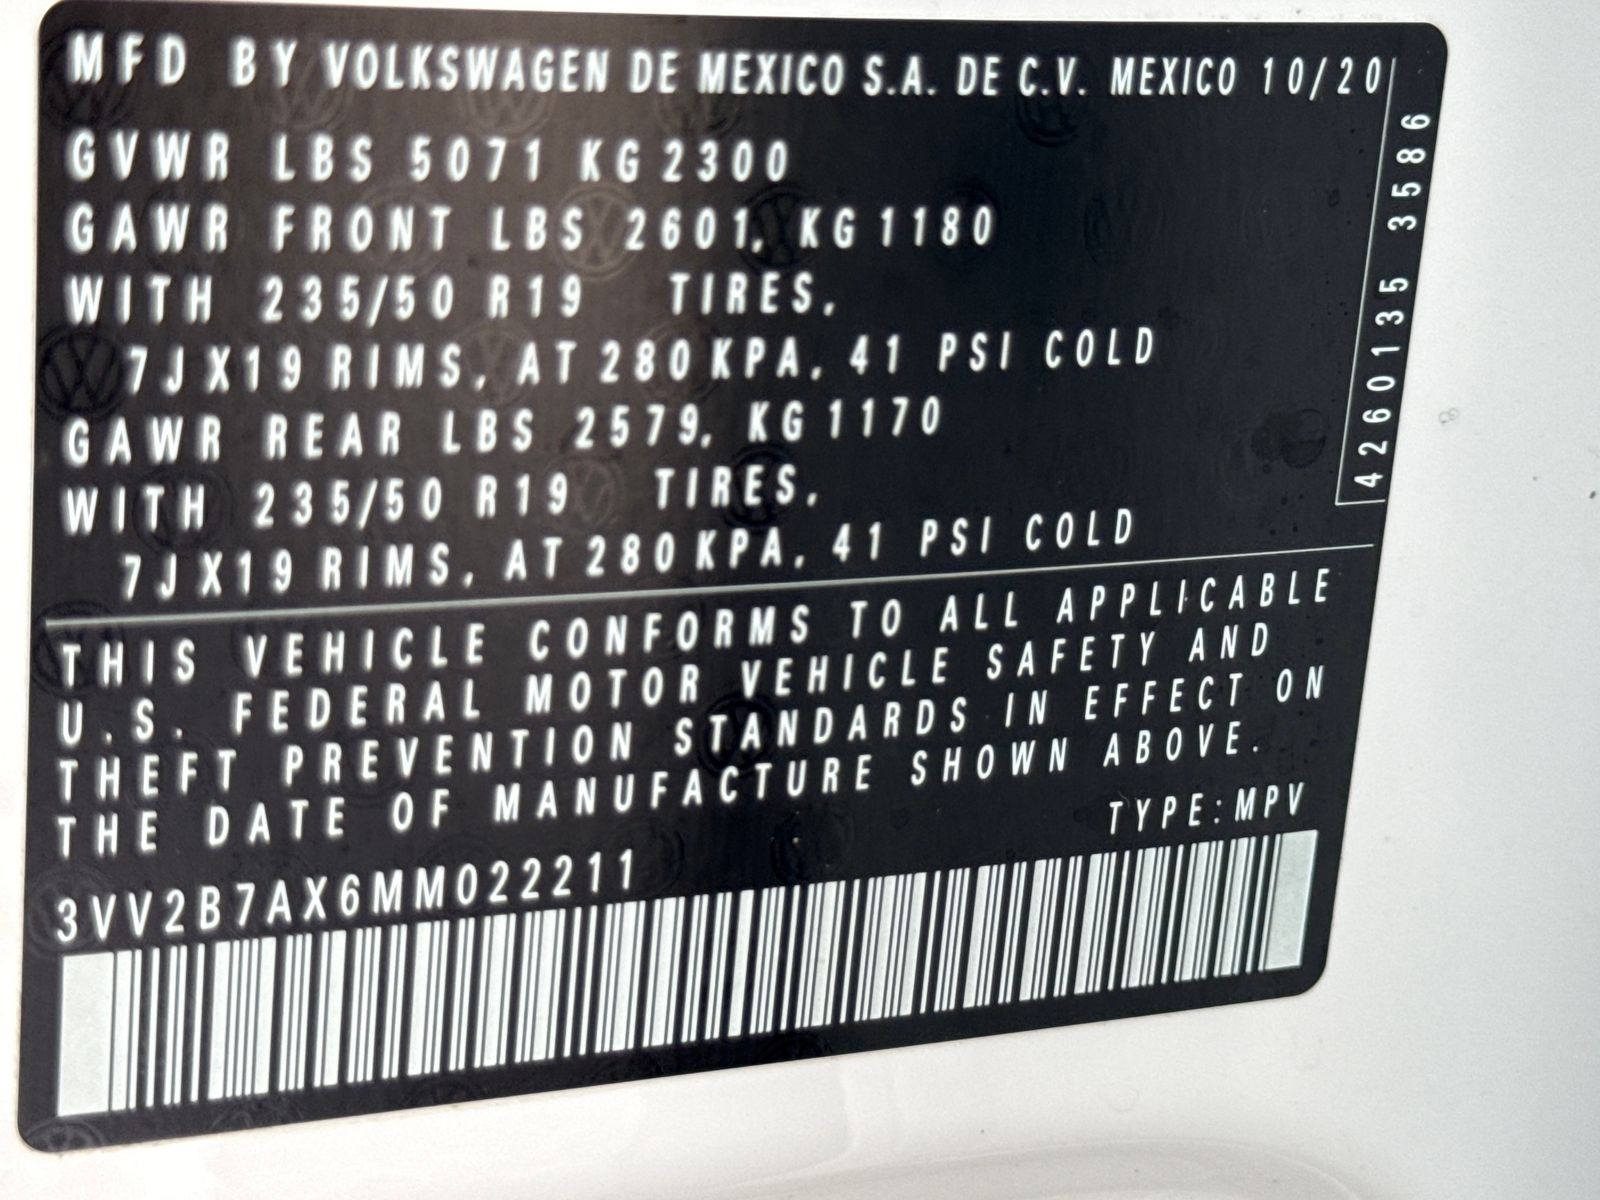 MFD BY VOLKSWAGEN DE MEXICO S.A. DE C.V. MEXICO 10/20
GVWR LBS 5071 KG 2300
GAWR FRONT LBS 2601, KG 1180
WITH 235/50 R19 TIRES,
7JX19 RIMS, AT 280 KPA, 41 PSI COLD
GAWR REAR LBS 2579, KG 1170
WITH 235/50 R19 TIRES,
7JX19 RIMS, AT 280 KPA, 41 PSI COLD
4260135 3586
THIS VEHICLE CONFORMS TO ALL APPLICABLE
U.S. FEDERAL MOTOR VEHICLE SAFETY AND
THEFT PREVENTION STANDARDS IN EFFECT ON
THE DATE OF MANUFACTURE SHOWN ABOVE.
TYPE:MPV
3VV2B7AX6MM022211